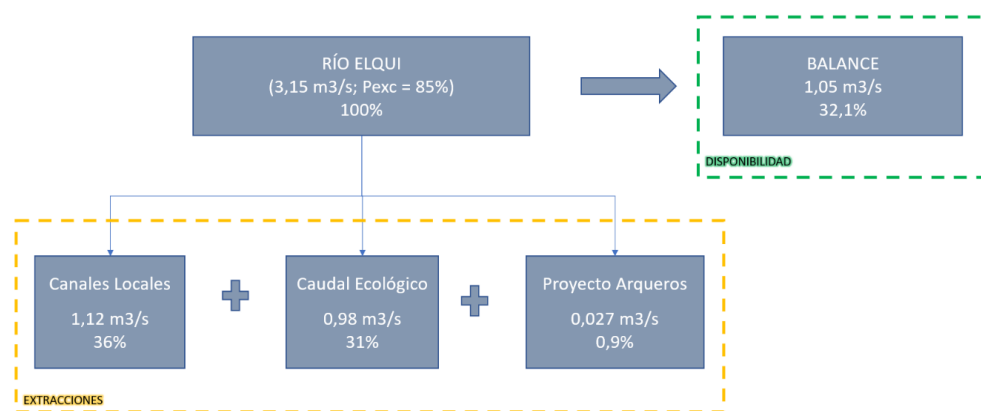 RÍO ELQUI
(3,15 m3/s; Pexc = 85%)
100%
BALANCE
1,05 m3/s
32,1%
DISPONIBILIDAD
Canales Locales
1,12 m3/s
36%
Caudal Ecológico
0,98 m3/s
31%
Proyecto Arqueros
0,027 m3/s
0,9%
EXTRACCIONES